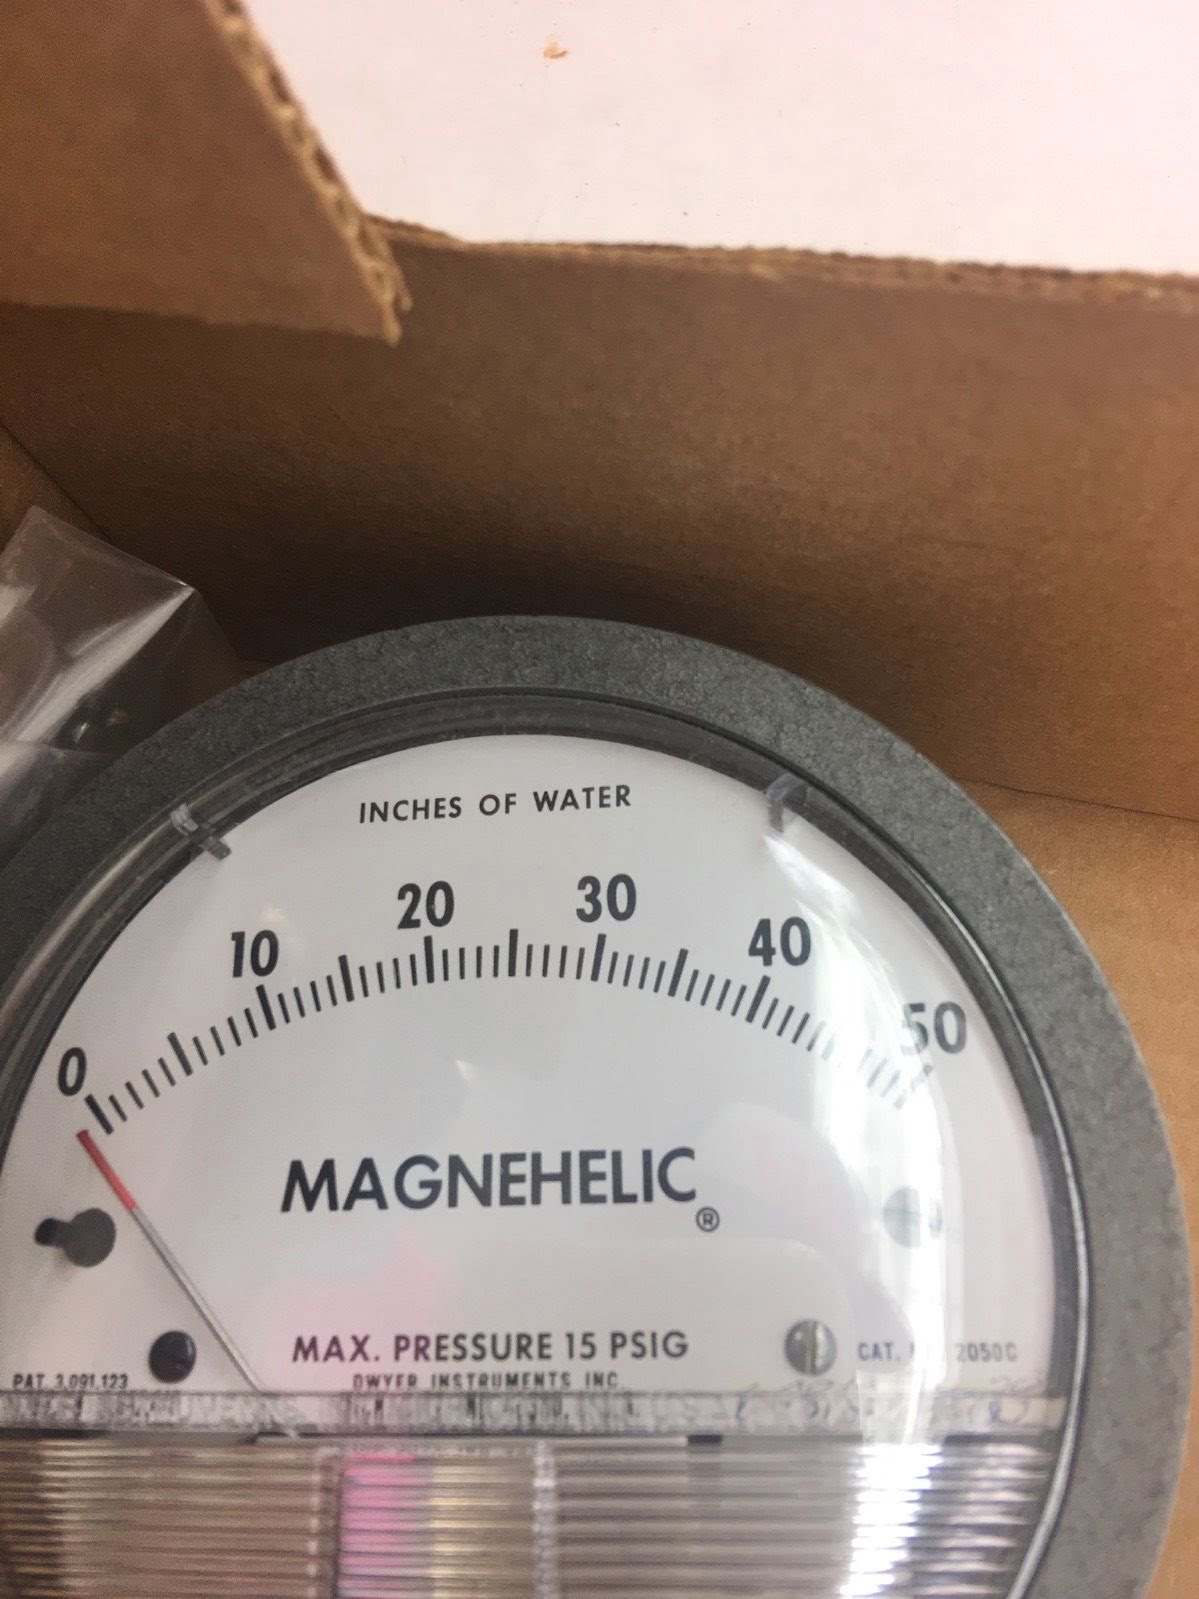 INCHES OF WATER
0 10 20 30 40 50
MAGNEHELIC®
MAX. PRESSURE 15 PSIG
PAT. 3,091,123
DWYER INSTRUMENTS INC.
CAT. 2050C